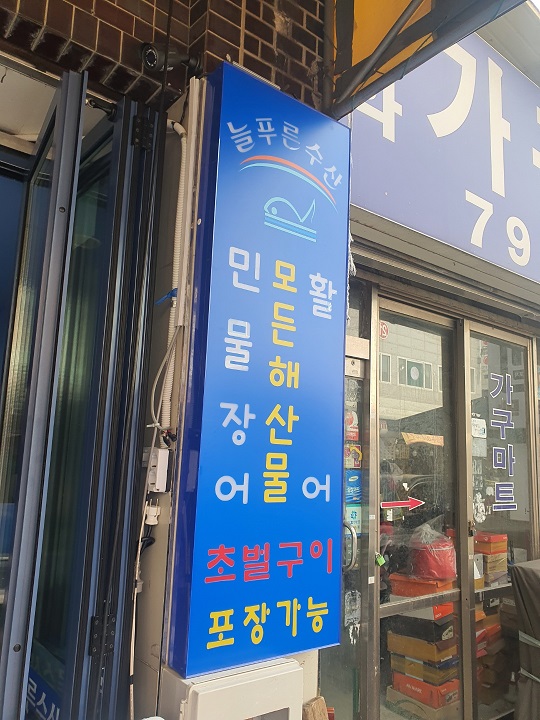 늘푸른수산
민물장어
모든해산물
활어
초벌구이
포장가능
가
79
가구마트